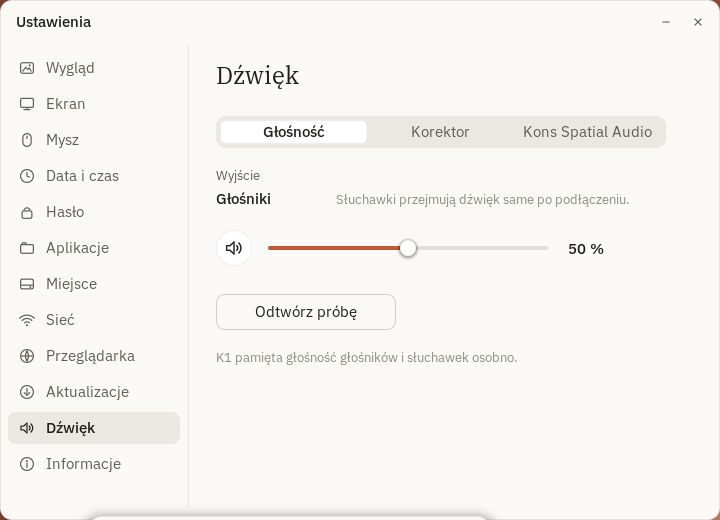 Ustawienia
Wygląd
Ekran
Mysz
Data i czas
Hasło
Aplikacje
Miejsce
Sieć
Przeglądarka
Aktualizacje
Dźwięk
Informacje
Dźwięk
Głośność Korektor Kons Spatial Audio
Wyjście
Głośniki Słuchawki przejmują dźwięk same po podłączeniu.
50 %
Odtwórz próbę
K1 pamięta głośność głośników i słuchawek osobno.